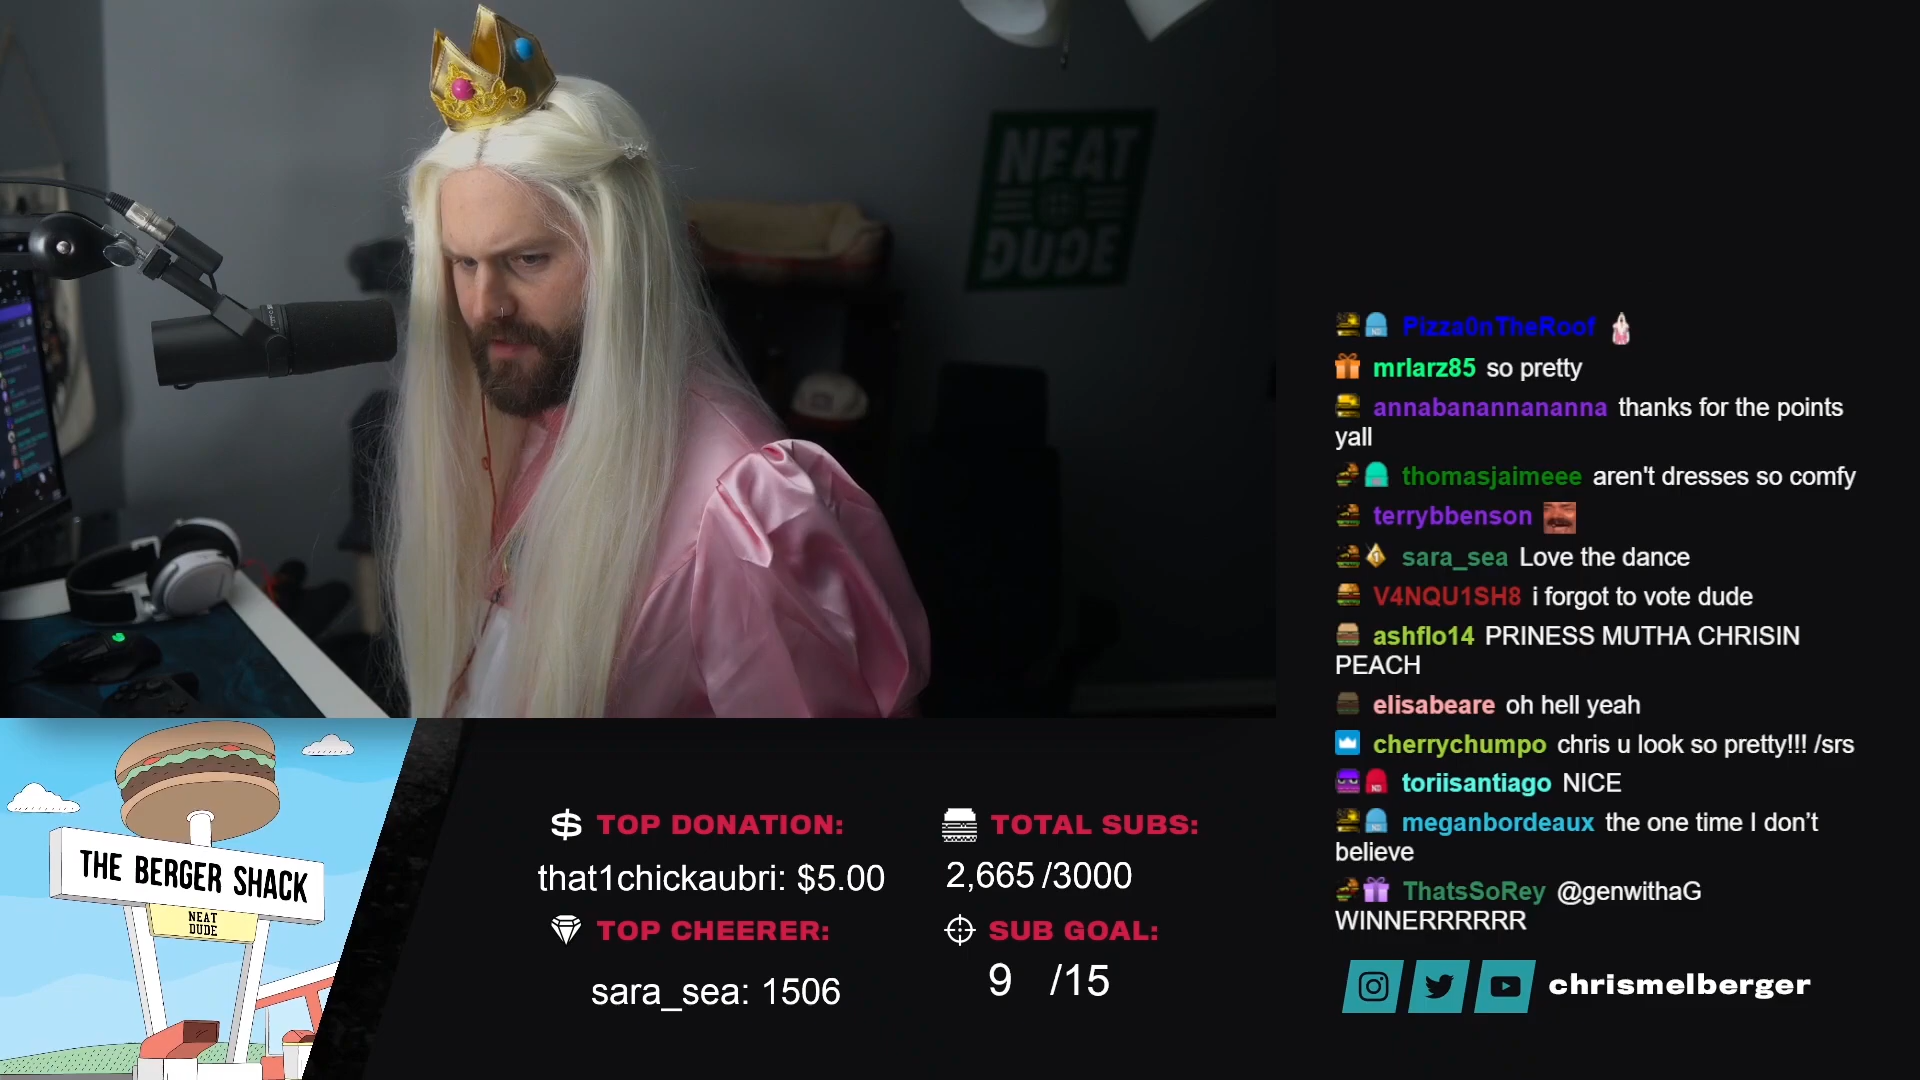 NEAT
DUDE
Pizza0nTheRoof
mrlarz85 so pretty
annabanannananna thanks for the points
yall
thomasjaimeee aren't dresses so comfy
terrybbenson
sara_sea Love the dance
V4NQU1SH8 i forgot to vote dude
ashflo14 PRINESS MUTHA CHRISIN
PEACH
elisabeare oh hell yeah
cherrychumpo chris u look so pretty!!! /srs
toriisantiago NICE
meganbordeaux the one time I don't
believe
ThatsSoRey @genwithaG
WINNERRRRRR
chrismelberger
THE BERGER SHACK
NEAT
DUDE
TOP DONATION:
that1chickaubri: $5.00
TOP CHEERER:
sara_sea: 1506
TOTAL SUBS:
2,665 /3000
SUB GOAL:
9 /15